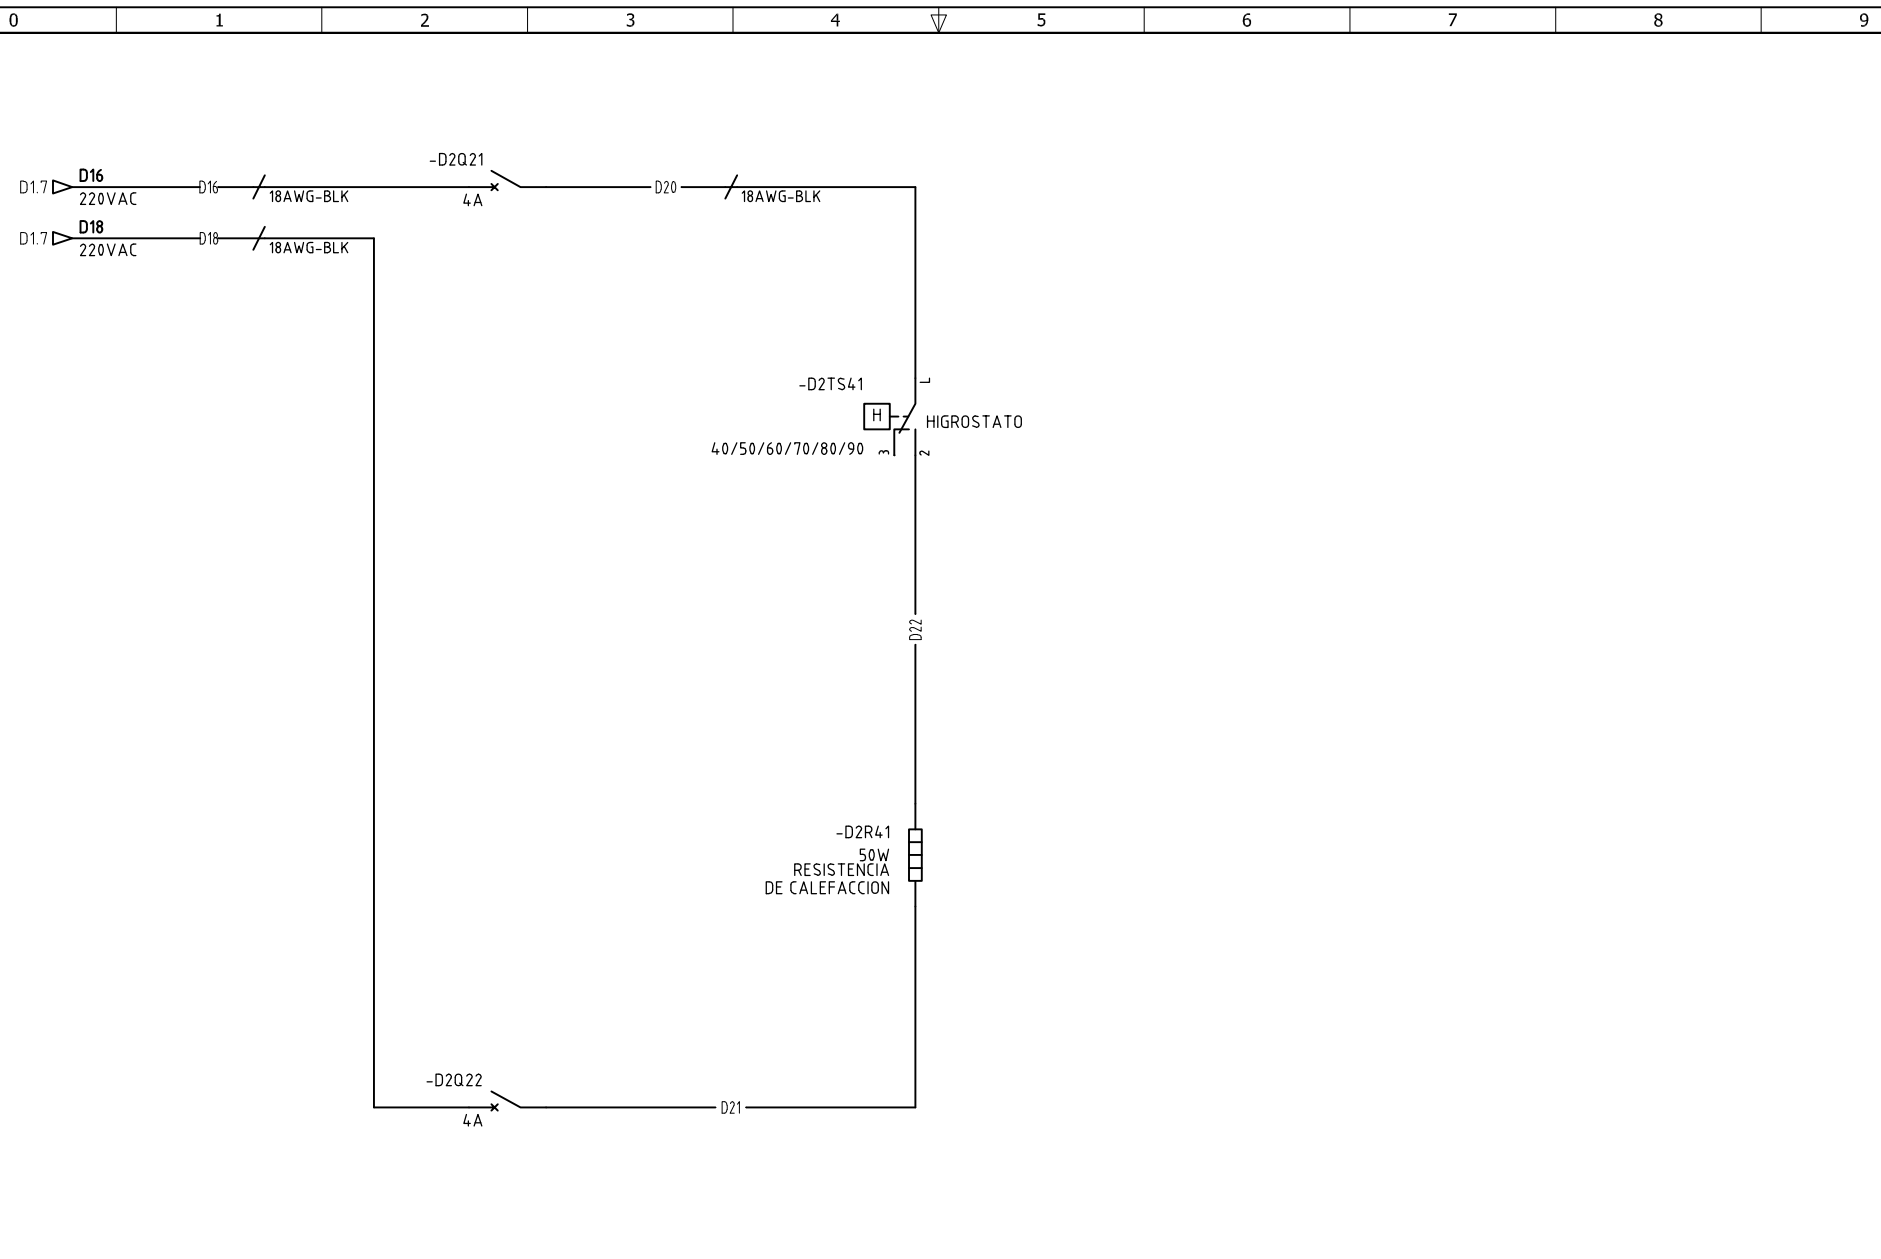 0 1 2 3 4 5 6 7 8 9
-D2Q21
D1.7 D16 D16 D20
220VAC 18AWG-BLK 4A 18AWG-BLK
D1.7 D18 D18
220VAC 18AWG-BLK
-D2TS41 L
H HIGROSTATO
40/50/60/70/80/90 3 2
D22
-D2R41
50W
RESISTENCIA
DE CALEFACCION
-D2Q22
D21
4A